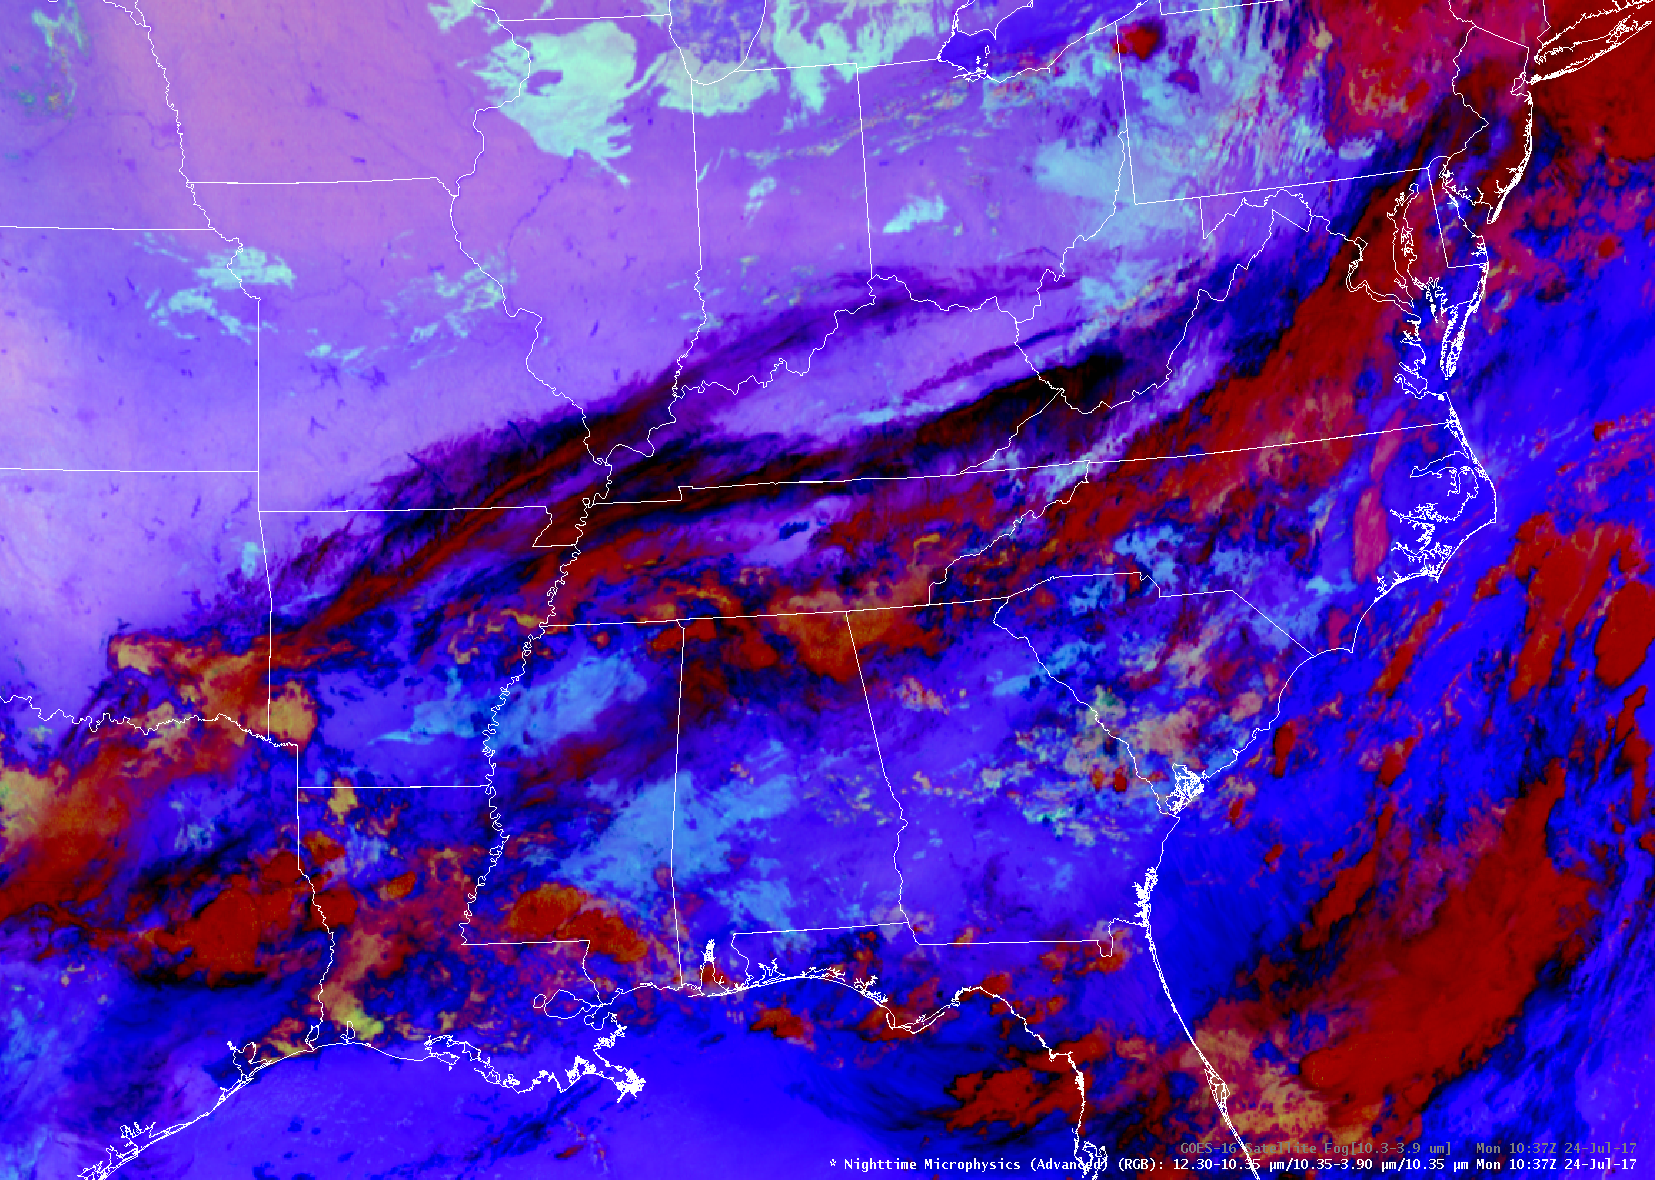 GOES-16 Satellite Fog[10.3-3.9 um] Mon 10:37Z 24-Jul-17
* Nighttime Microphysics (Advanced) (RGB): 12.30-10.35 µm/10.35-3.90 µm/10.35 µm Mon 10:37Z 24-Jul-17